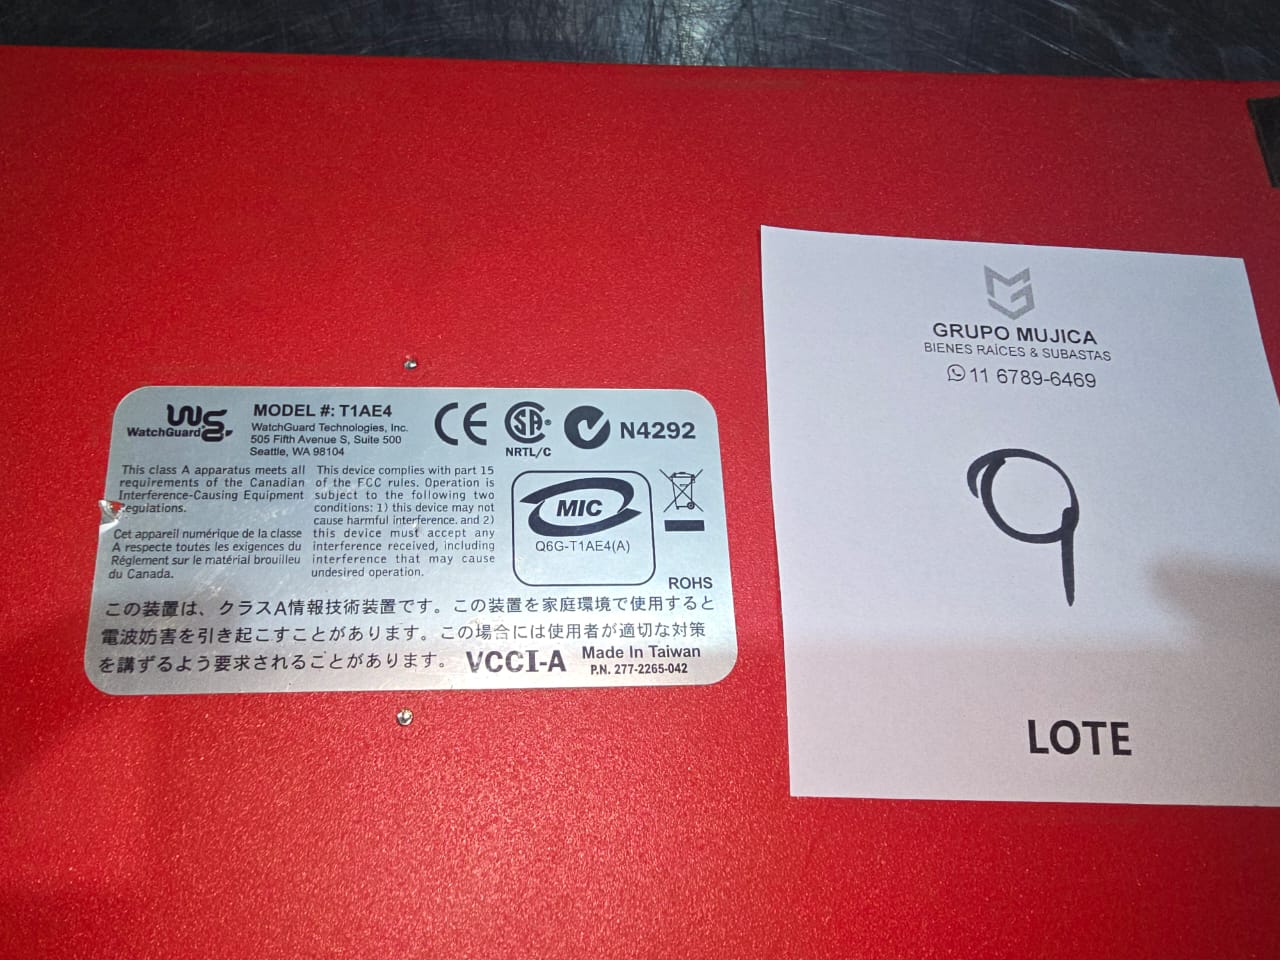 WatchGuard
MODEL #: T1AE4
WatchGuard Technologies, Inc.
505 Fifth Avenue S, Suite 500
Seattle, WA 98104
CE
SA
NRTL/C
N4292
This class A apparatus meets all
requirements of the Canadian
Interference-Causing Equipment
regulations.
Cet appareil numérique de la classe
A respecte toutes les exigences du
Réglement sur le matérial brouilleu
du Canada.
This device complies with part 15
of the FCC rules. Operation is
subject to the following two
conditions: 1) this device may not
cause harmful interference. and 2)
this device must accept any
interference received, including
interference that may cause
undesired operation.
MIC
Q6G-T1AE4(A)
ROHS
この装置は、クラスA情報技術装置です。この装置を家庭環境で使用すると
電波妨害を引き起こすことがあります。この場合には使用者が適切な対策
を講ずるよう要求されることがあります。
VCCI-A
Made In Taiwan
P.N. 277-2265-042
GRUPO MUJICA
BIENES RAÍCES & SUBASTAS
11 6789-6469
9
LOTE